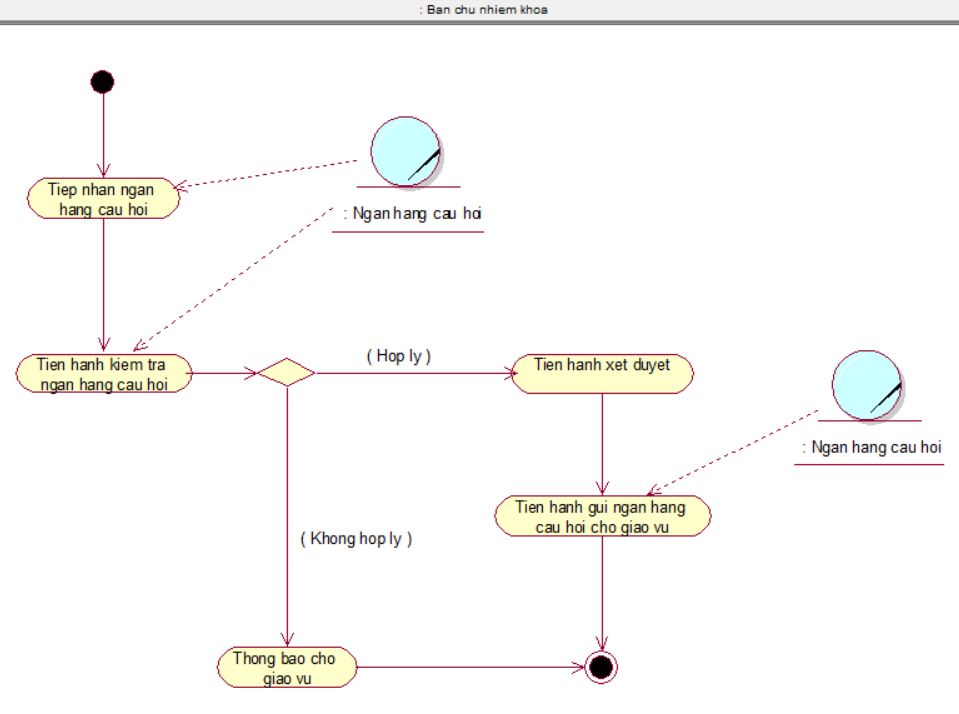 : Ban chu nhiem khoa
Tiep nhan ngan
hang cau hoi
: Ngan hang cau hoi
Tien hanh kiem tra
ngan hang cau hoi
( Hop ly )
Tien hanh xet duyet
: Ngan hang cau hoi
Tien hanh gui ngan hang
cau hoi cho giao vu
( Khong hop ly )
Thong bao cho
giao vu